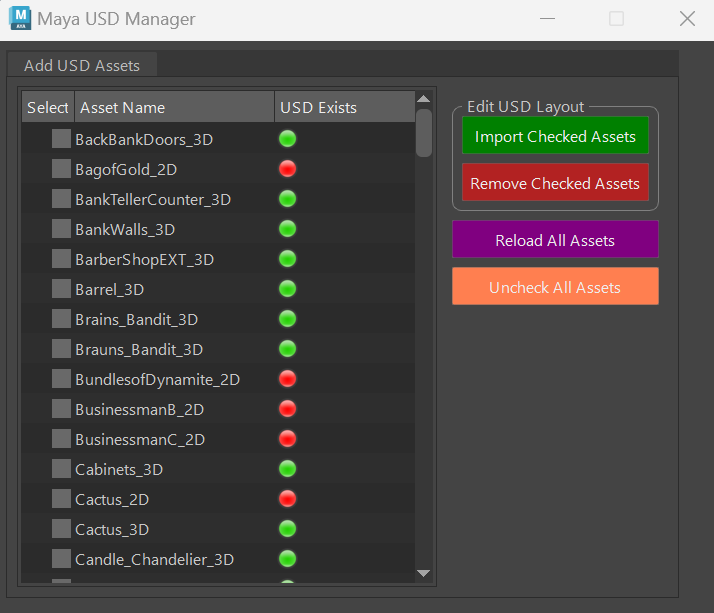 M
AYA
Maya USD Manager
Add USD Assets
Select Asset Name USD Exists
BackBankDoors_3D
BagofGold_2D
BankTellerCounter_3D
BankWalls_3D
BarberShopEXT_3D
Barrel_3D
Brains_Bandit_3D
Brauns_Bandit_3D
BundlesofDynamite_2D
BusinessmanB_2D
BusinessmanC_2D
Cabinets_3D
Cactus_2D
Cactus_3D
Candle_Chandelier_3D
Edit USD Layout
Import Checked Assets
Remove Checked Assets
Reload All Assets
Uncheck All Assets